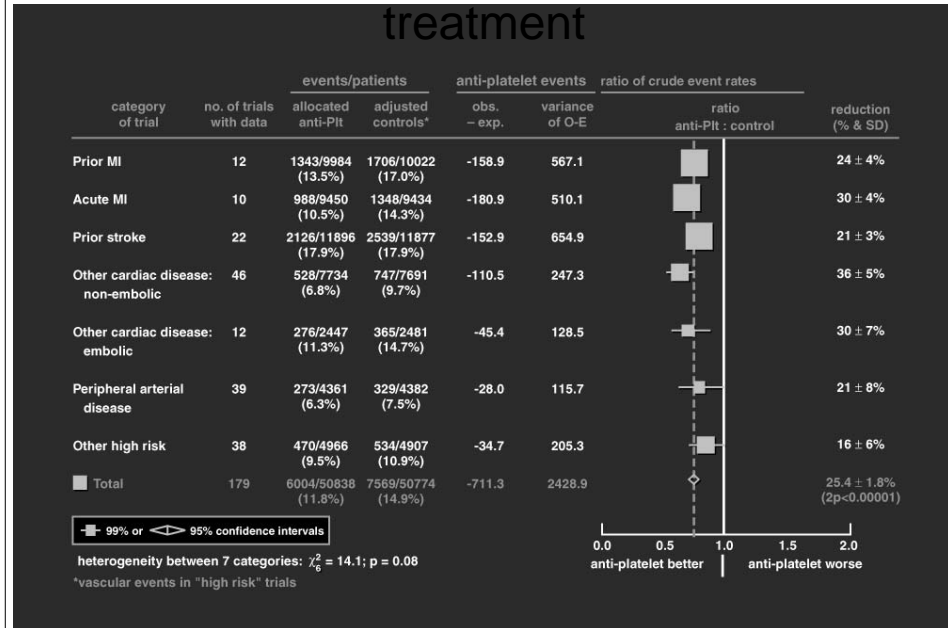 treatment
events/patients anti-platelet events ratio of crude event rates
category no. of trials allocated adjusted obs. variance ratio reduction
of trial with data anti-Plt controls* – exp. of O-E anti-Plt : control (% & SD)
Prior MI 12 1343/9984 1706/10022 -158.9 567.1 24 ± 4%
(13.5%) (17.0%)
Acute MI 10 988/9450 1348/9434 -180.9 510.1 30 ± 4%
(10.5%) (14.3%)
Prior stroke 22 2126/11896 2539/11877 -152.9 654.9 21 ± 3%
(17.9%) (17.9%)
Other cardiac disease: 46 528/7734 747/7691 -110.5 247.3 36 ± 5%
non-embolic (6.8%) (9.7%)
Other cardiac disease: 12 276/2447 365/2481 -45.4 128.5 30 ± 7%
embolic (11.3%) (14.7%)
Peripheral arterial 39 273/4361 329/4382 -28.0 115.7 21 ± 8%
disease (6.3%) (7.5%)
Other high risk 38 470/4966 534/4907 -34.7 205.3 16 ± 6%
(9.5%) (10.9%)
Total 179 6004/50838 7569/50774 -711.3 2428.9 25.4 ± 1.8%
(11.8%) (14.9%) (2p<0.00001)
99% or 95% confidence intervals
0.0 0.5 1.0 1.5 2.0
heterogeneity between 7 categories: χ²₆ = 14.1; p = 0.08
anti-platelet better anti-platelet worse
*vascular events in "high risk" trials